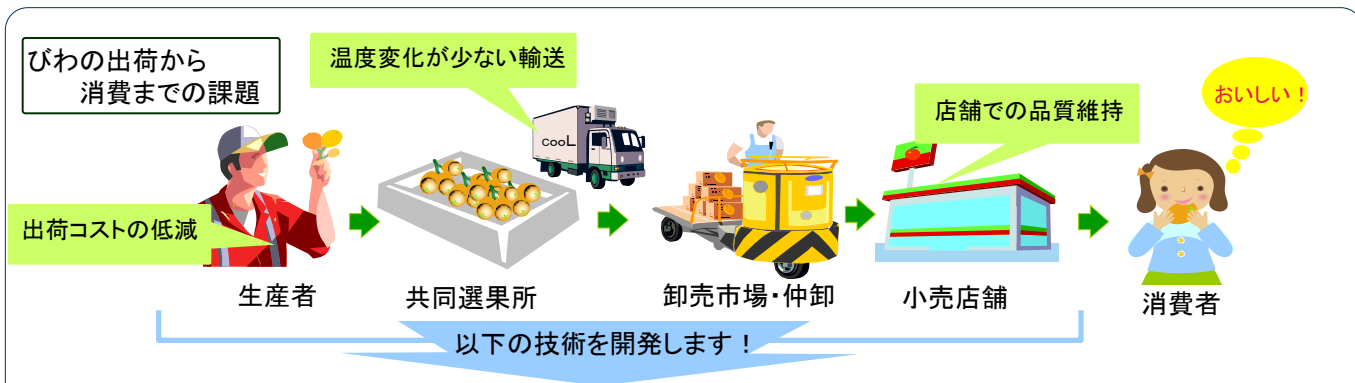 びわの出荷から
消費までの課題
温度変化が少ない輸送
cooL
店舗での品質維持
おいしい！
出荷コストの低減
生産者
共同選果所
卸売市場・仲卸
小売店舗
消費者
以下の技術を開発します！